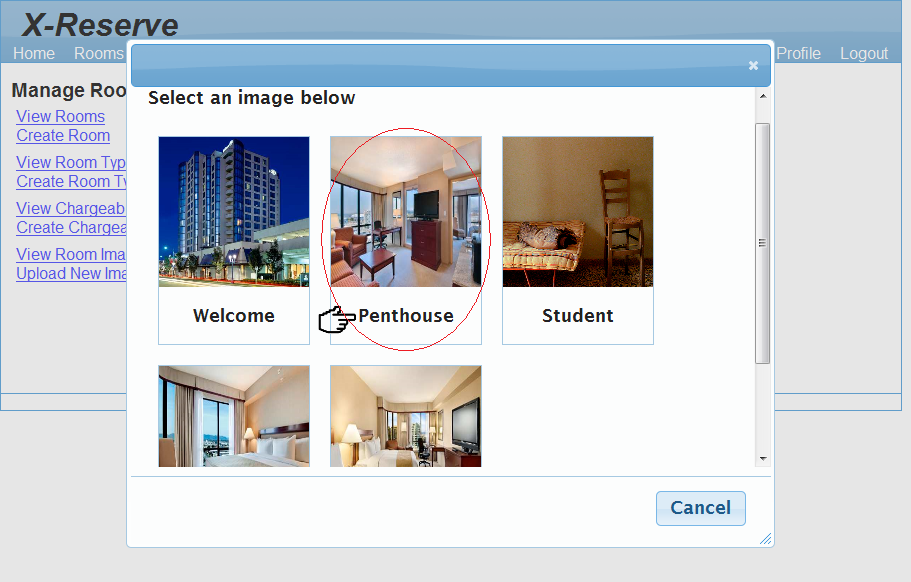 X-Reserve
Home Rooms Profile Logout
Manage Roo
View Rooms
Create Room
View Room Typ
Create Room Ty
View Chargeab
Create Chargea
View Room Ima
Upload New Ima
Select an image below
Welcome Penthouse Student
Cancel